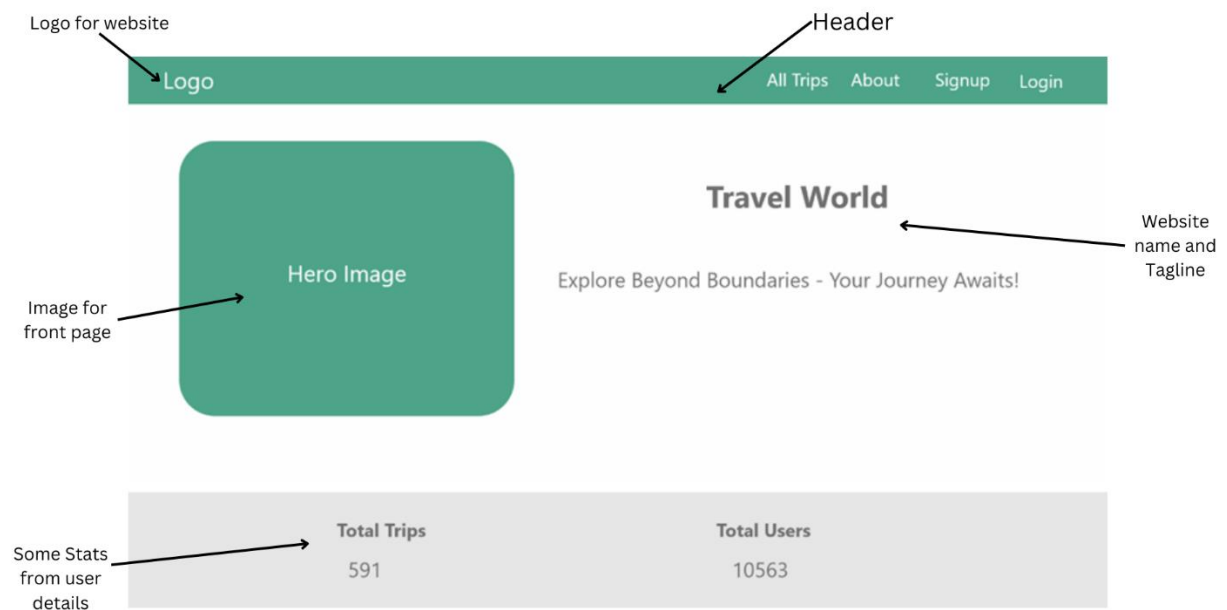 Logo for website
Header
Logo
All Trips About Signup Login
Hero Image
Travel World
Explore Beyond Boundaries - Your Journey Awaits!
Website
name and
Tagline
Image for
front page
Total Trips
591
Total Users
10563
Some Stats
from user
details